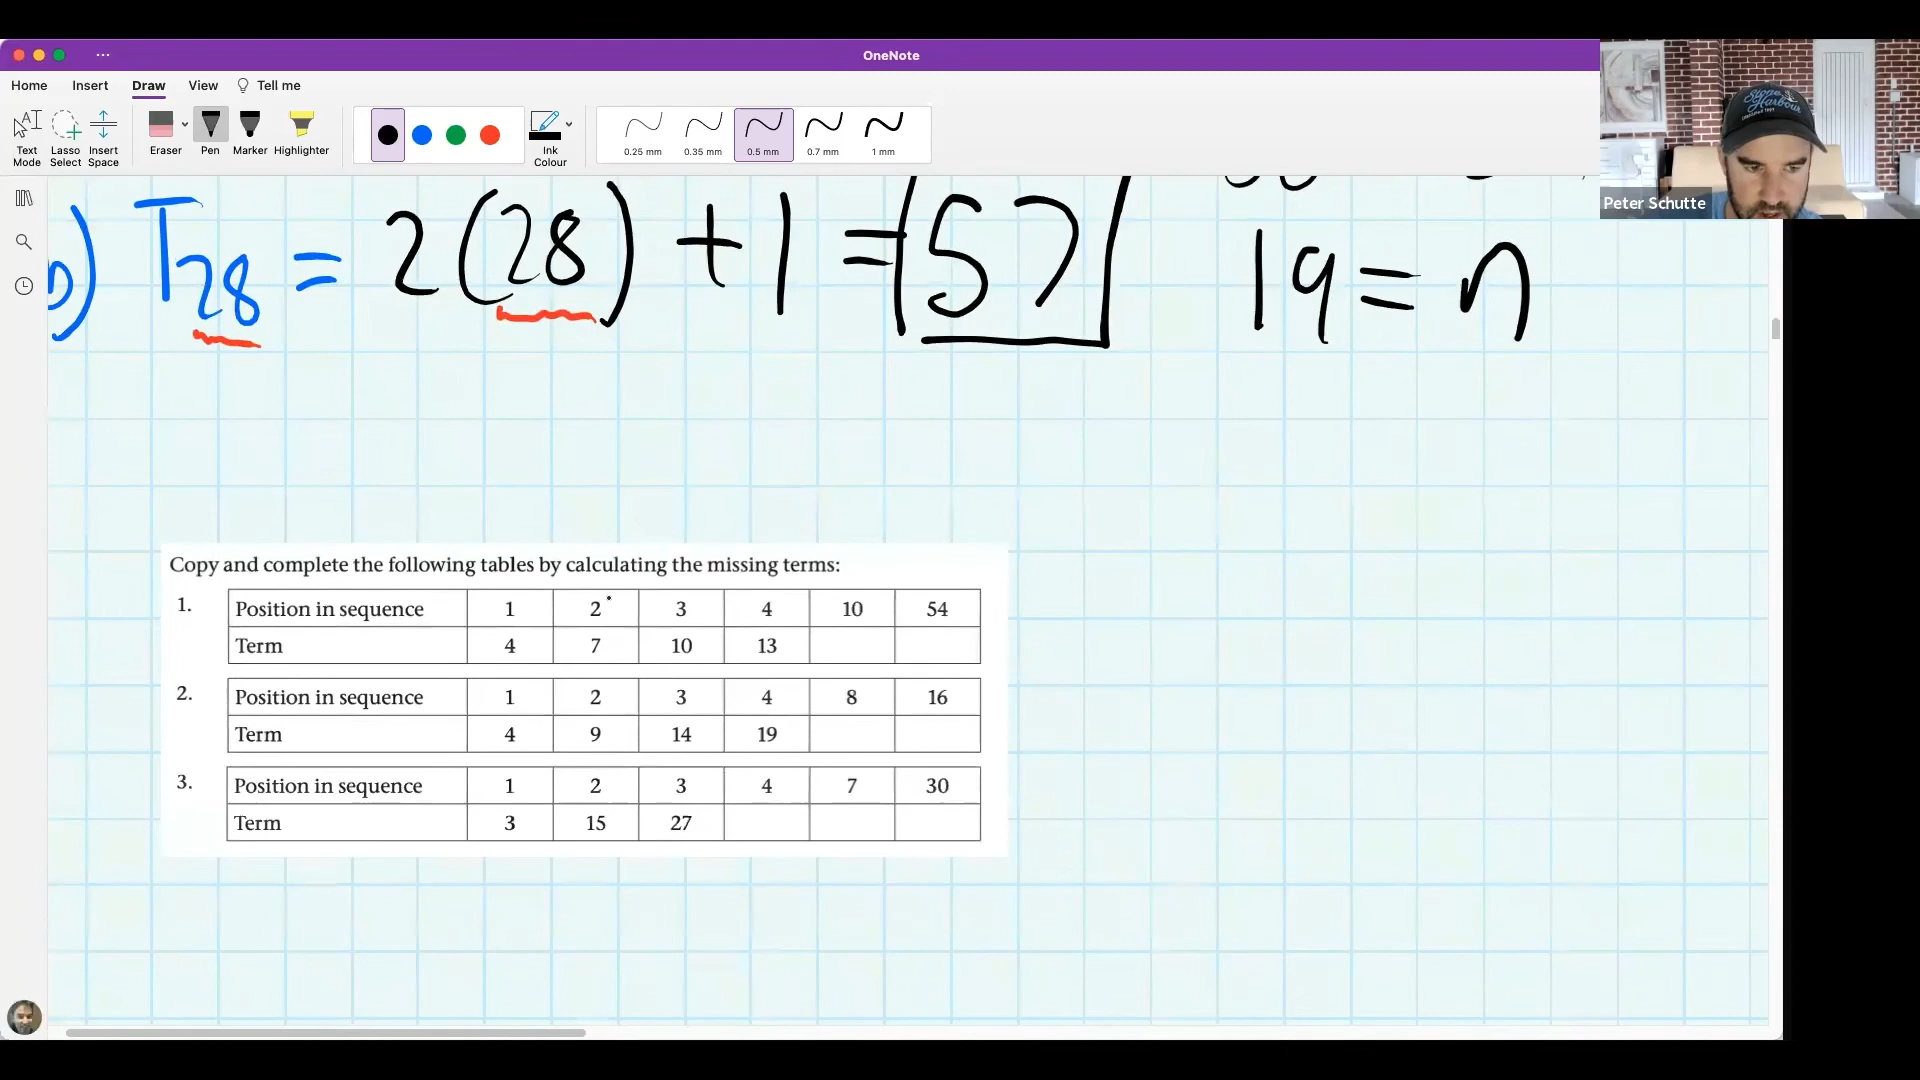 OneNote
Home Insert Draw View Tell me
Text Mode
Lasso Select
Insert Space
Eraser
Pen
Marker
Highlighter
Ink Colour
0.25 mm
0.35 mm
0.5 mm
0.7 mm
1 mm
Peter Schutte
b) T28 = 2(28) + 1 = 57
19 = n
Copy and complete the following tables by calculating the missing terms:
1. Position in sequence 1 2 3 4 10 54
Term 4 7 10 13
2. Position in sequence 1 2 3 4 8 16
Term 4 9 14 19
3. Position in sequence 1 2 3 4 7 30
Term 3 15 27